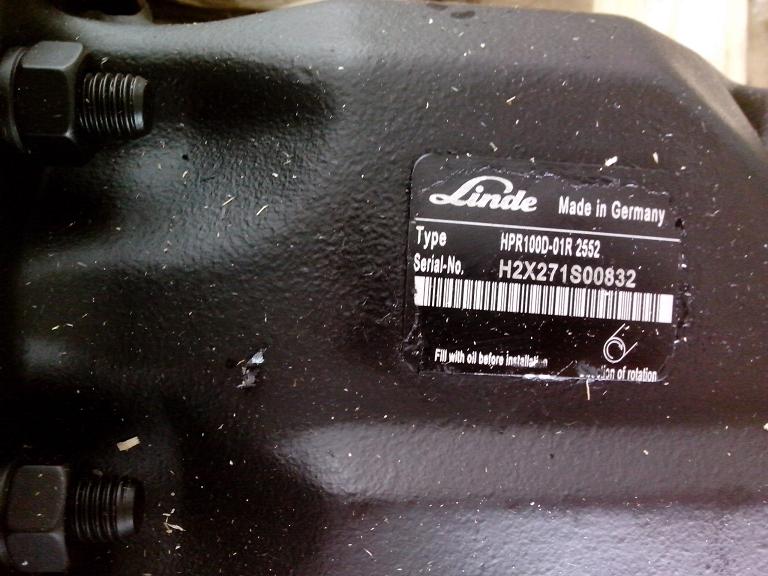 Linde Made in Germany
Type HPR100D-01R 2552
Serial-No. H2X271S00832
Fill with oil before installation
of rotation